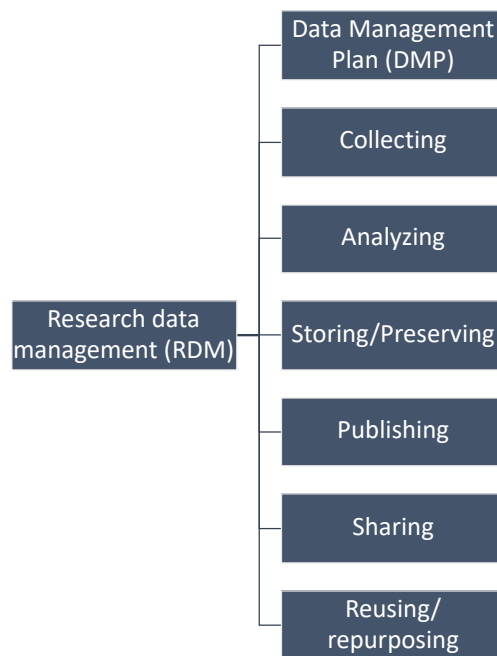 Data Management
Plan (DMP)
Collecting
Analyzing
Research data
management (RDM)
Storing/Preserving
Publishing
Sharing
Reusing/
repurposing